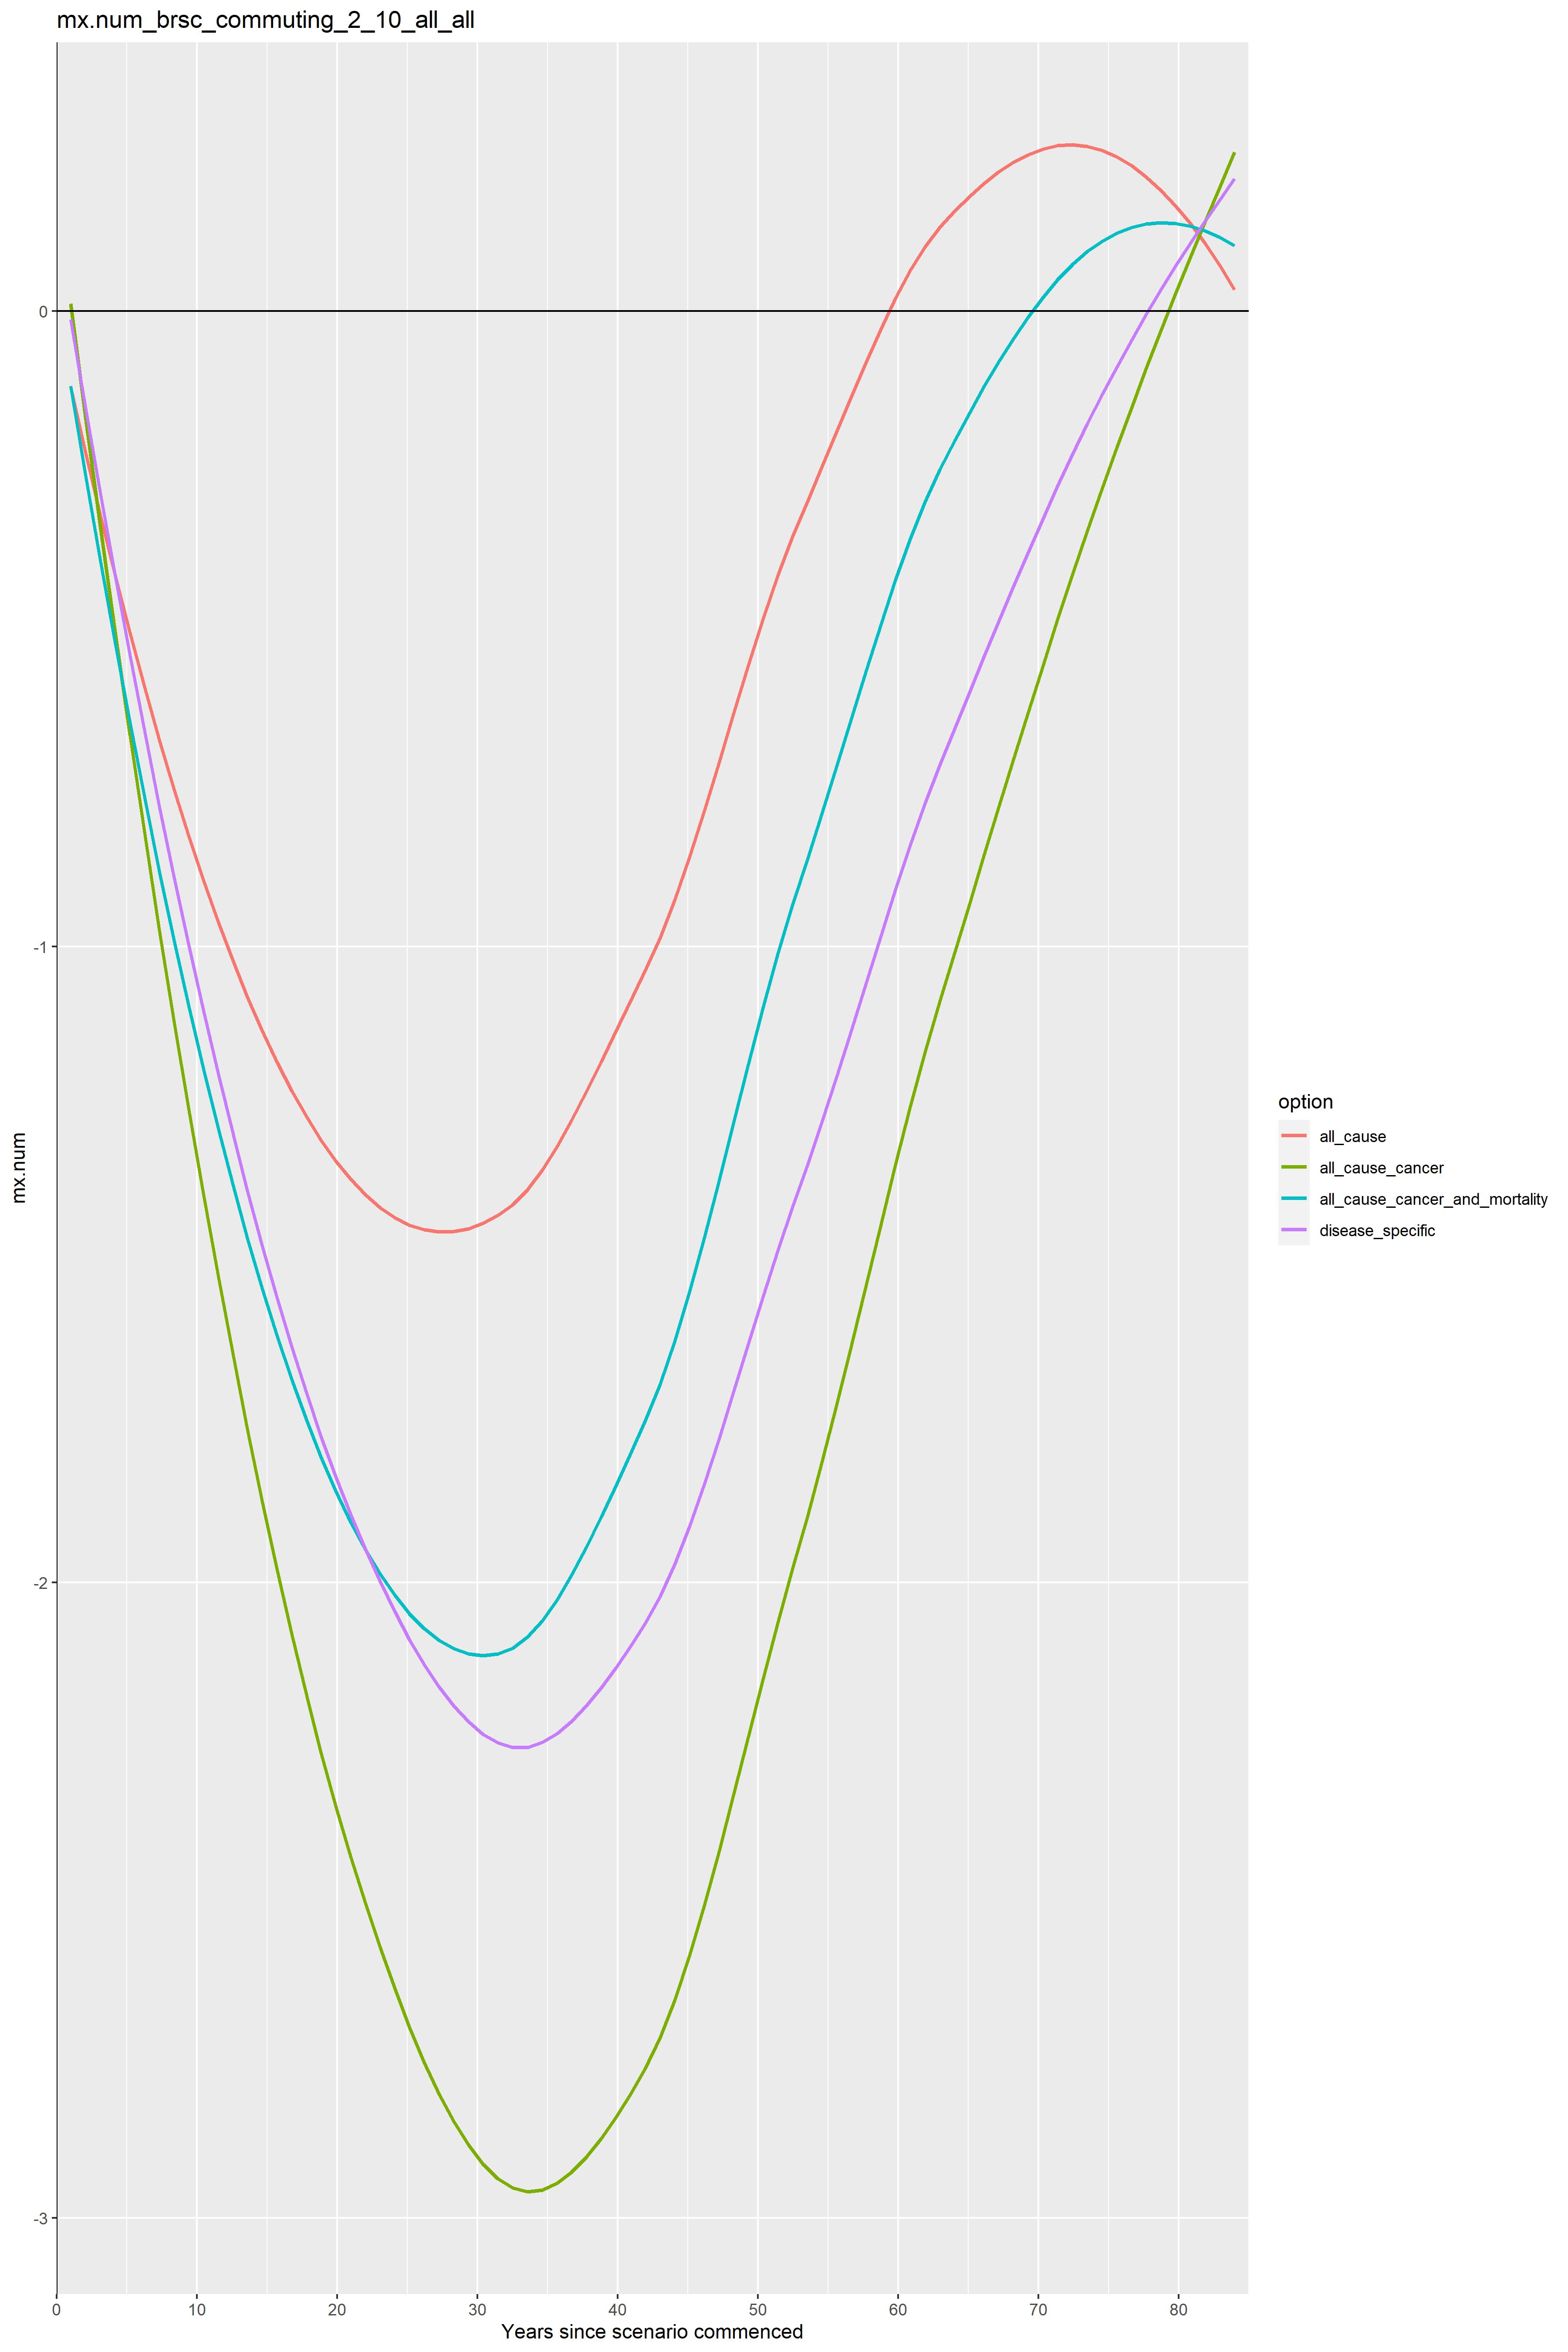 mx.num_brsc_commuting_2_10_all_all
0
-1
-2
-3
mx.num
0 10 20 30 40 50 60 70 80
Years since scenario commenced
option
all_cause
all_cause_cancer
all_cause_cancer_and_mortality
disease_specific